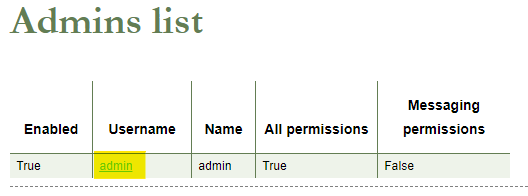 Admins list
Enabled Username Name All permissions Messaging permissions
True admin admin True False